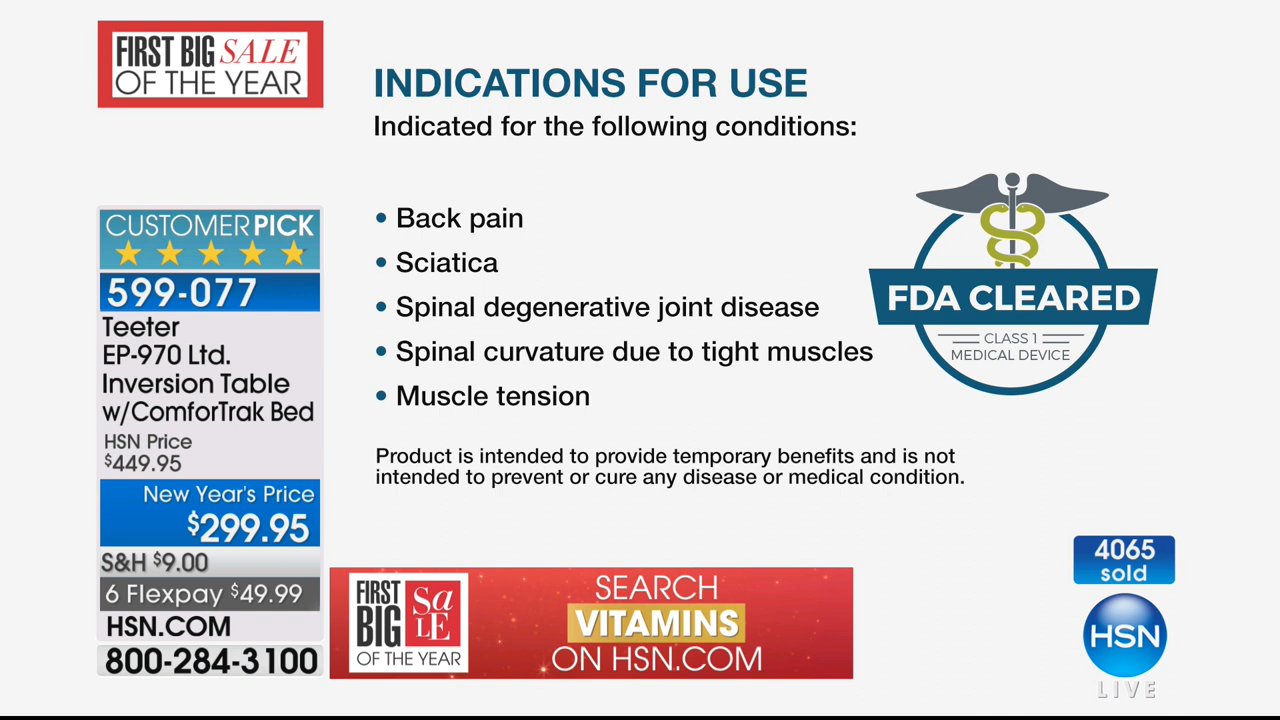 FIRST BIG SALE
OF THE YEAR
INDICATIONS FOR USE
Indicated for the following conditions:
• Back pain
• Sciatica
• Spinal degenerative joint disease
• Spinal curvature due to tight muscles
• Muscle tension
Product is intended to provide temporary benefits and is not
intended to prevent or cure any disease or medical condition.
FDA CLEARED
CLASS 1
MEDICAL DEVICE
CUSTOMER PICK
599-077
Teeter
EP-970 Ltd.
Inversion Table
w/ComforTrak Bed
HSN Price
$449.95
New Year's Price
$299.95
S&H $9.00
6 Flexpay $49.99
HSN.COM
800-284-3100
FIRST
BIG
SaLE
OF THE YEAR
SEARCH
VITAMINS
ON HSN.COM
4065
sold
HSN
LIVE